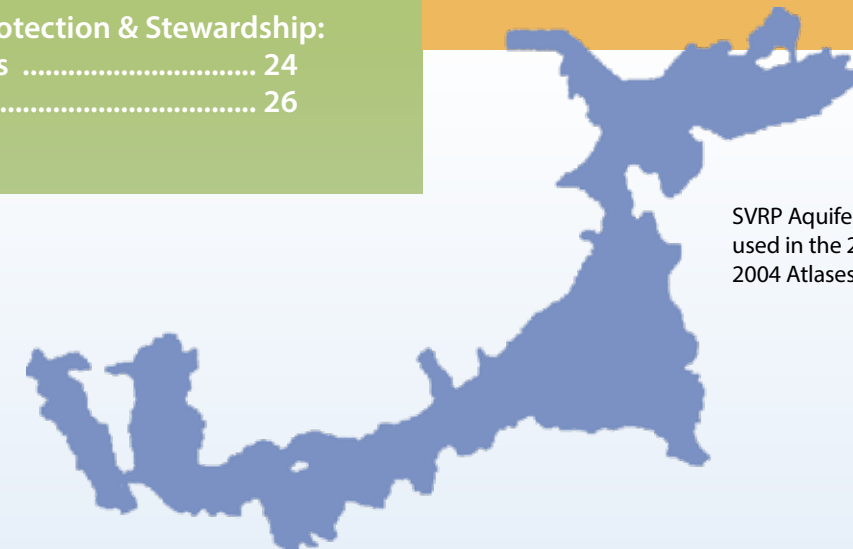 otection & Stewardship:
s .............................. 24
.................................. 26
SVRP Aquife
used in the 2
2004 Atlases